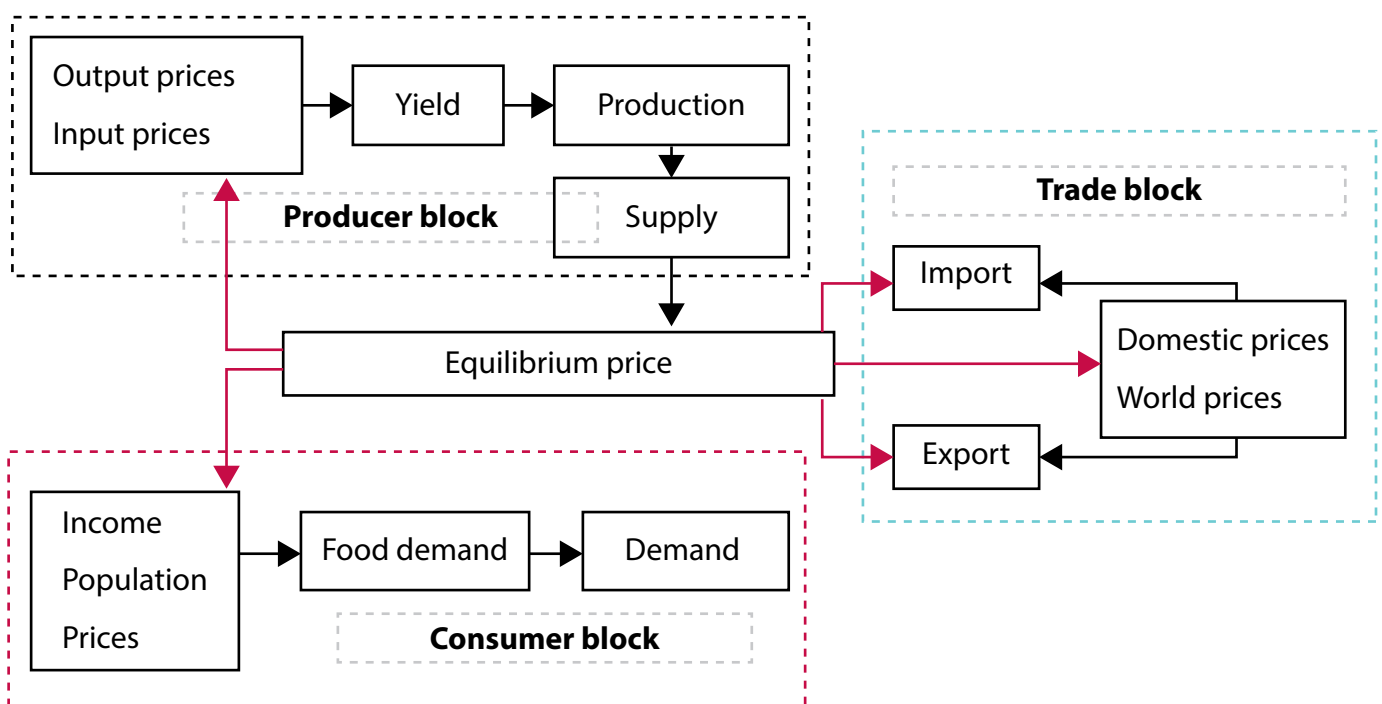 Output prices
Input prices
Yield
Production
Producer block
Supply
Trade block
Import
Equilibrium price
Domestic prices
World prices
Export
Income
Population
Prices
Food demand
Demand
Consumer block